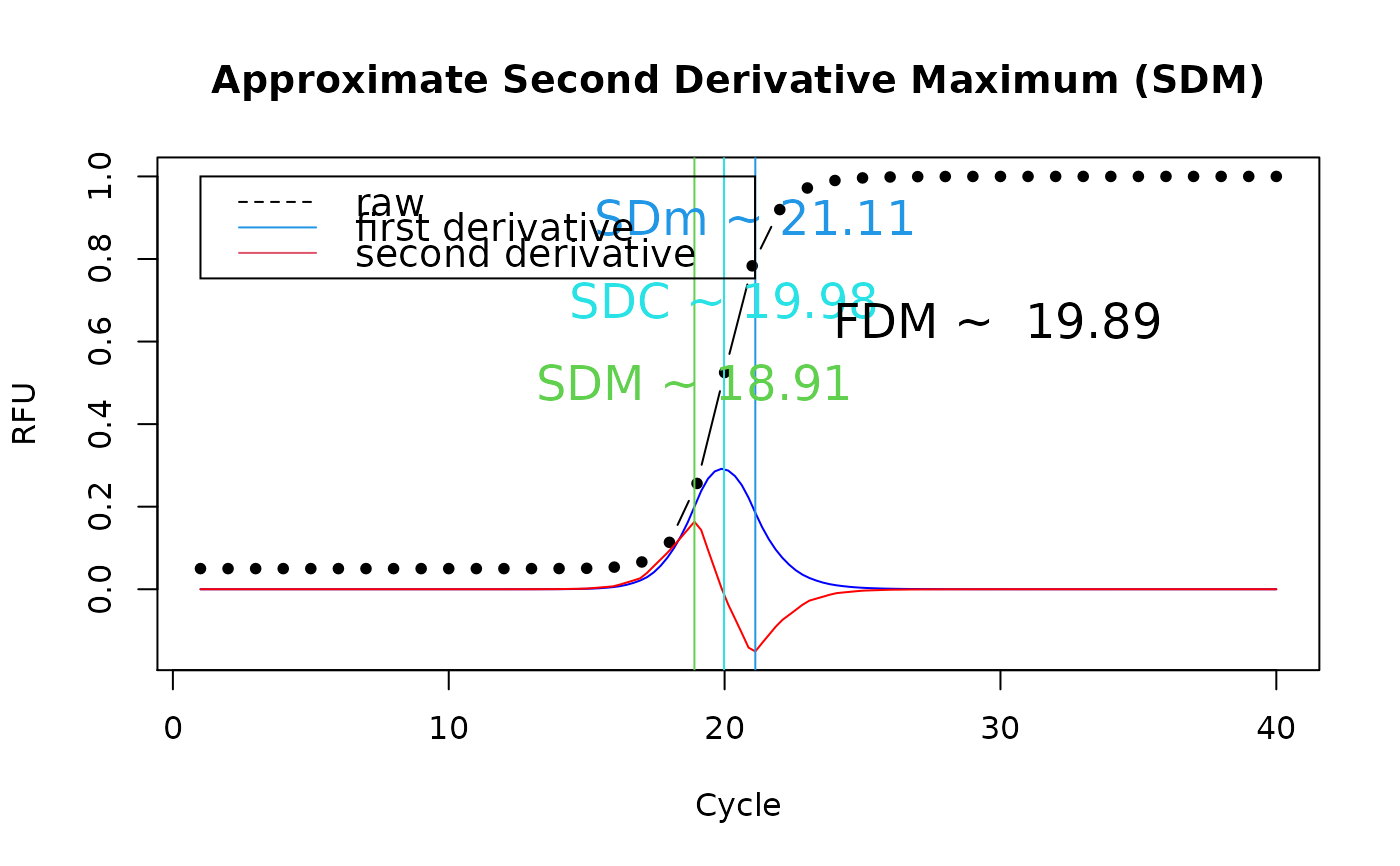 Approximate Second Derivative Maximum (SDM)
raw
first derivative
second derivative
SDm ~ 21.11
SDC ~ 19.98
FDM ~ 19.89
SDM ~ 18.91
RFU
1.0
0.8
0.6
0.4
0.2
0.0
0 10 20 30 40
Cycle